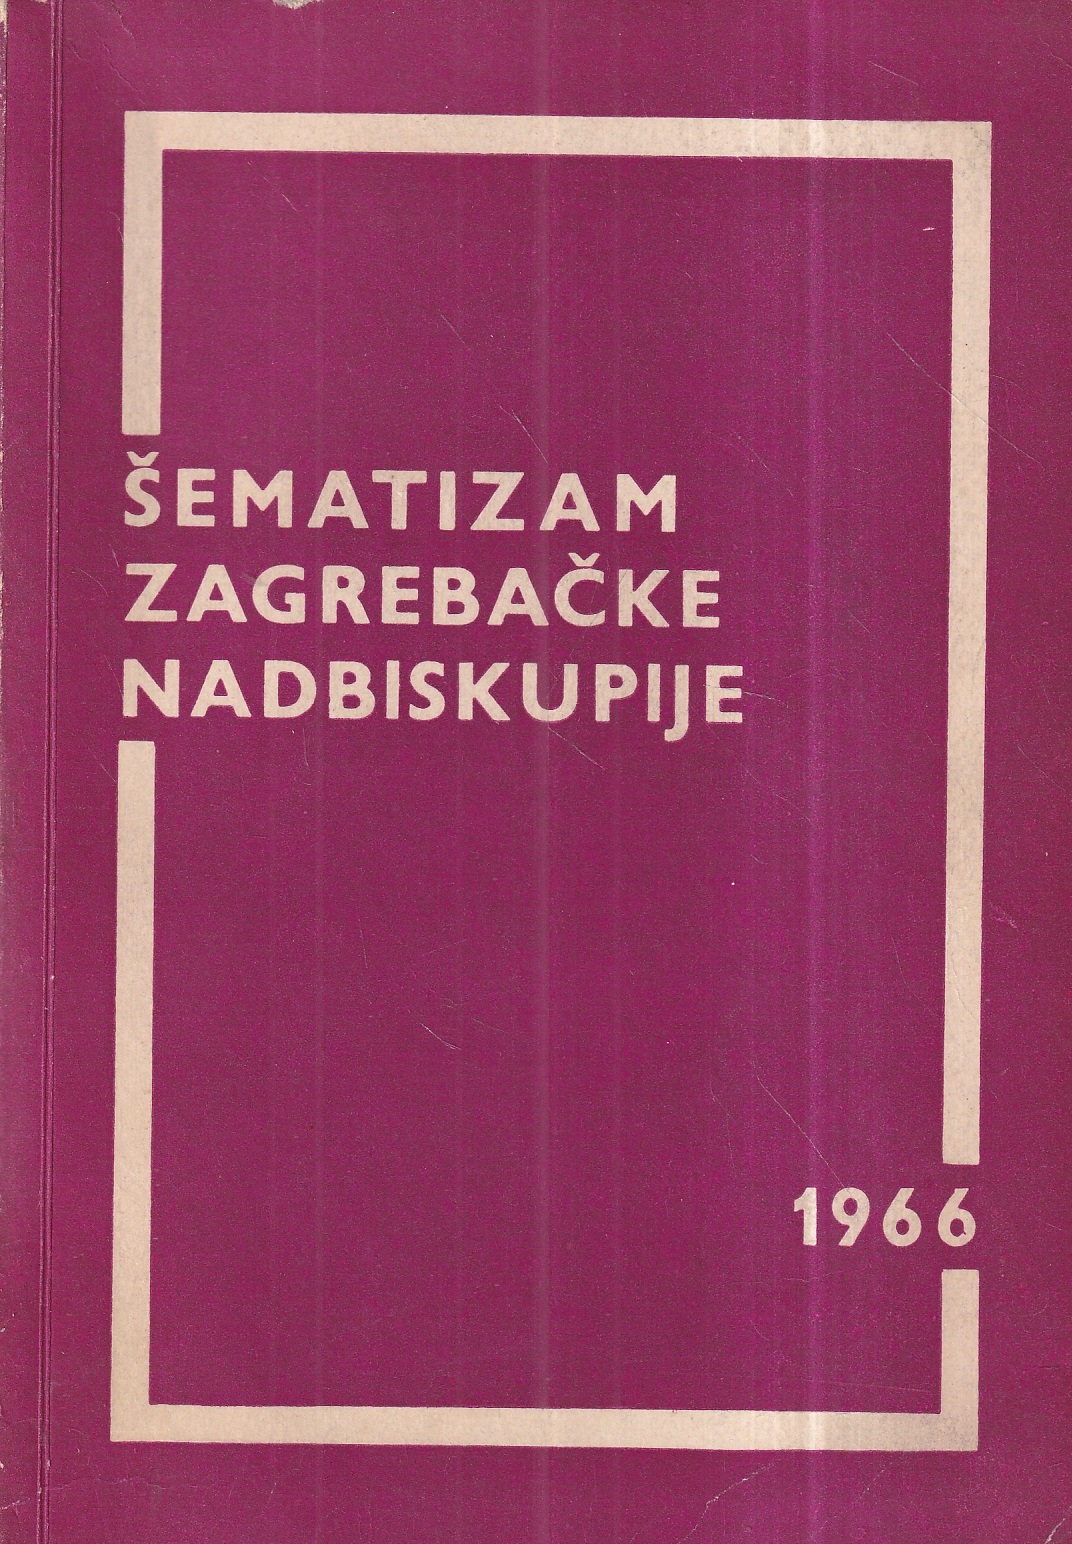 ŠEMATIZAM
ZAGREBAČKE
NADBISKUPIJE
1966